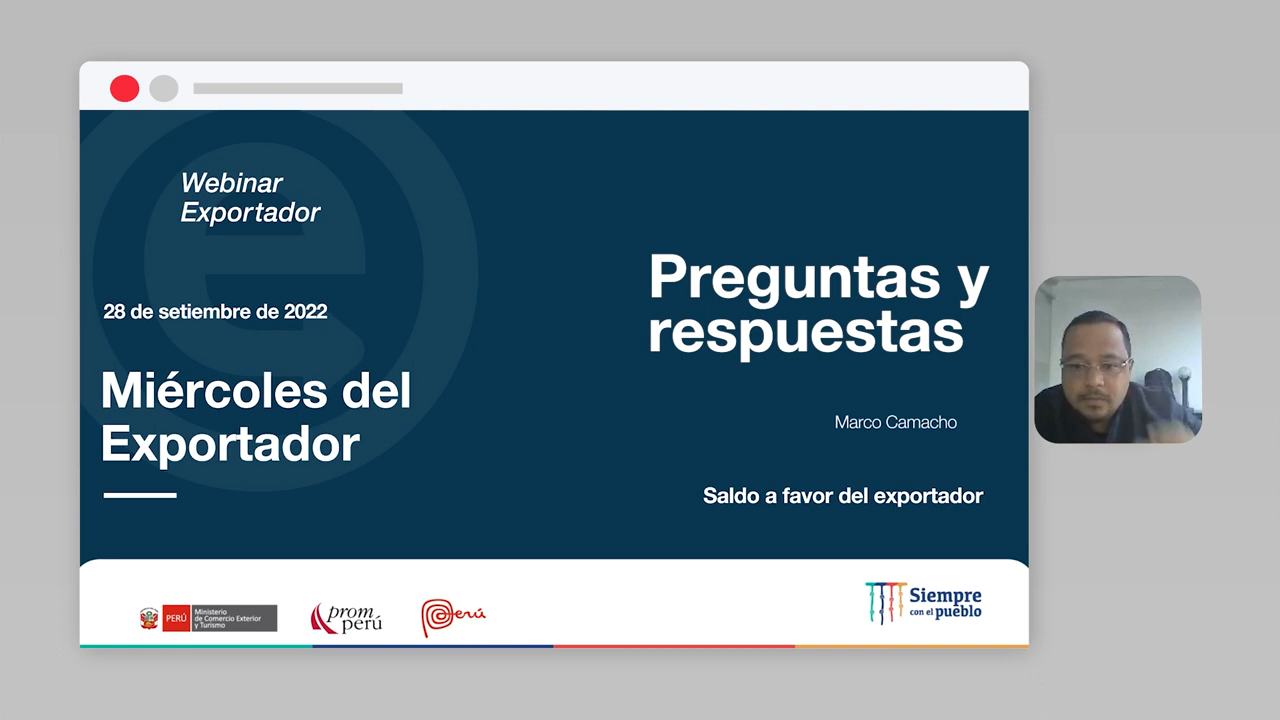 Webinar
Exportador
28 de setiembre de 2022
Miércoles del
Exportador
Preguntas y
respuestas
Marco Camacho
Saldo a favor del exportador
PERÚ
Ministerio
de Comercio Exterior
y Turismo
prom
perú
Perú
Siempre
con el pueblo